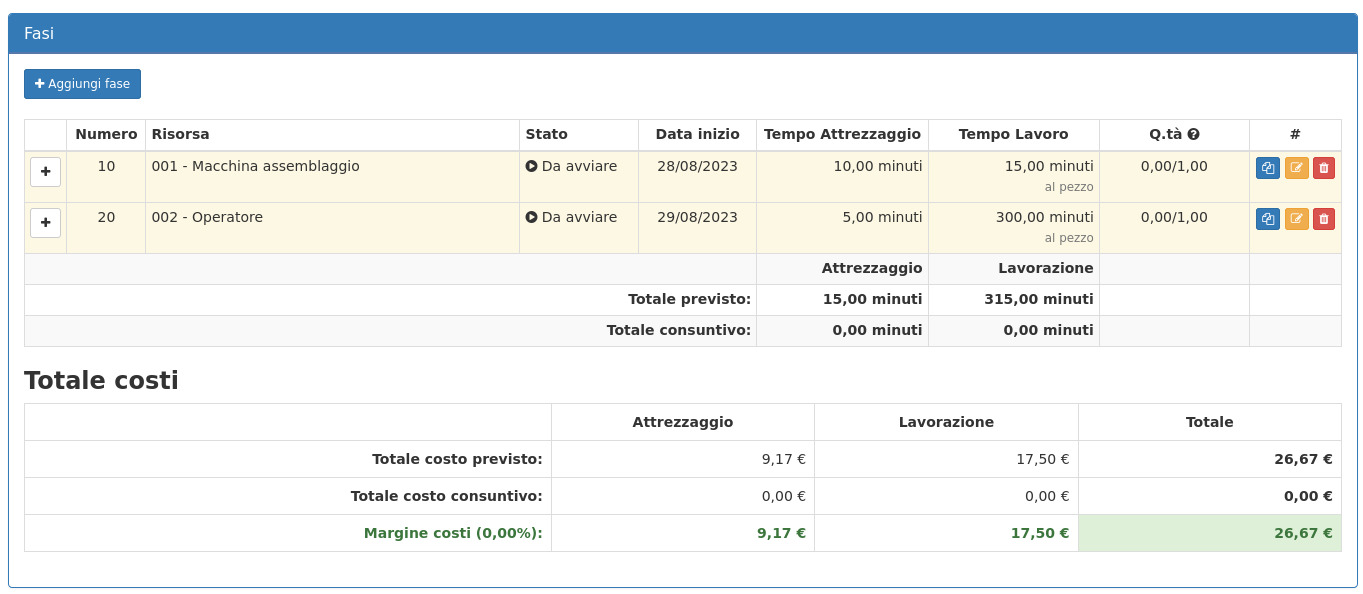 Fasi
Aggiungi fase
Numero Risorsa Stato Data inizio Tempo Attrezzaggio Tempo Lavoro Q.tà #
10 001 - Macchina assemblaggio Da avviare 28/08/2023 10,00 minuti 15,00 minuti 0,00/1,00
al pezzo
20 002 - Operatore Da avviare 29/08/2023 5,00 minuti 300,00 minuti 0,00/1,00
al pezzo
Attrezzaggio Lavorazione
Totale previsto: 15,00 minuti 315,00 minuti
Totale consuntivo: 0,00 minuti 0,00 minuti
Totale costi
Attrezzaggio Lavorazione Totale
Totale costo previsto: 9,17 € 17,50 € 26,67 €
Totale costo consuntivo: 0,00 € 0,00 € 0,00 €
Margine costi (0,00%): 9,17 € 17,50 € 26,67 €